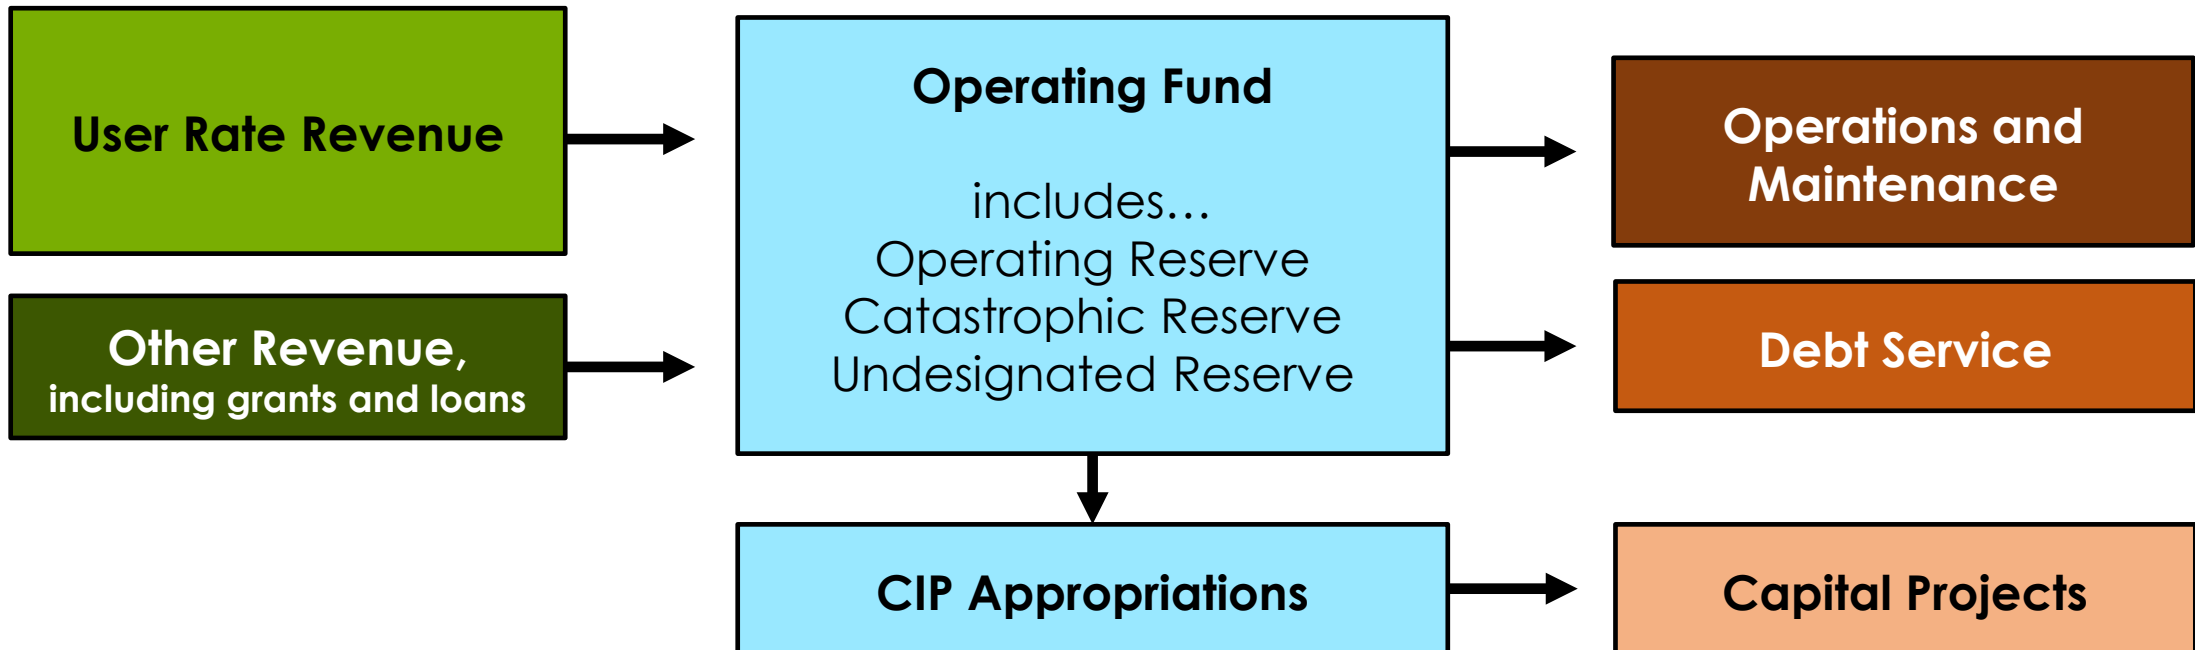 User Rate Revenue
Other Revenue,
including grants and loans
Operating Fund
includes...
Operating Reserve
Catastrophic Reserve
Undesignated Reserve
CIP Appropriations
Operations and
Maintenance
Debt Service
Capital Projects